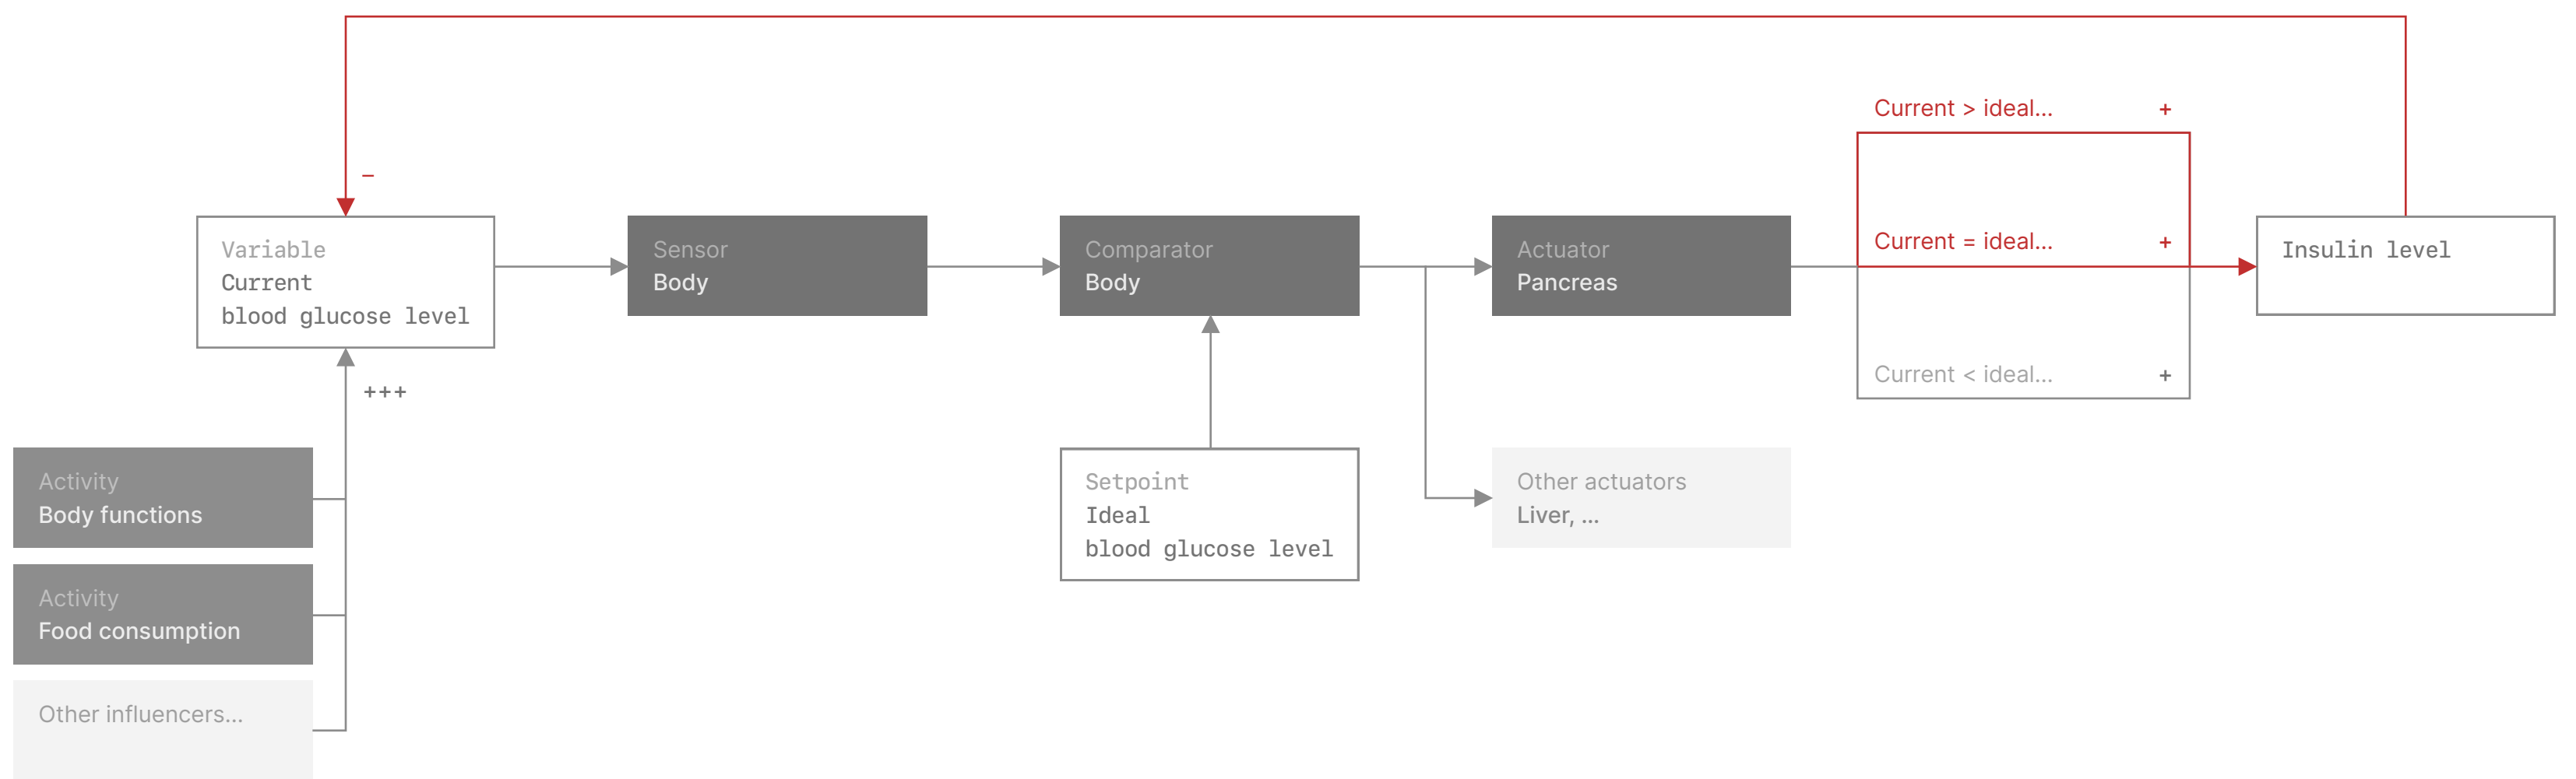 Current > ideal... +
–
Variable
Current
blood glucose level
Sensor
Body
Comparator
Body
Actuator
Pancreas
Current = ideal... +
Current < ideal... +
Insulin level
+++
Activity
Body functions
Activity
Food consumption
Other influencers...
Setpoint
Ideal
blood glucose level
Other actuators
Liver, ...